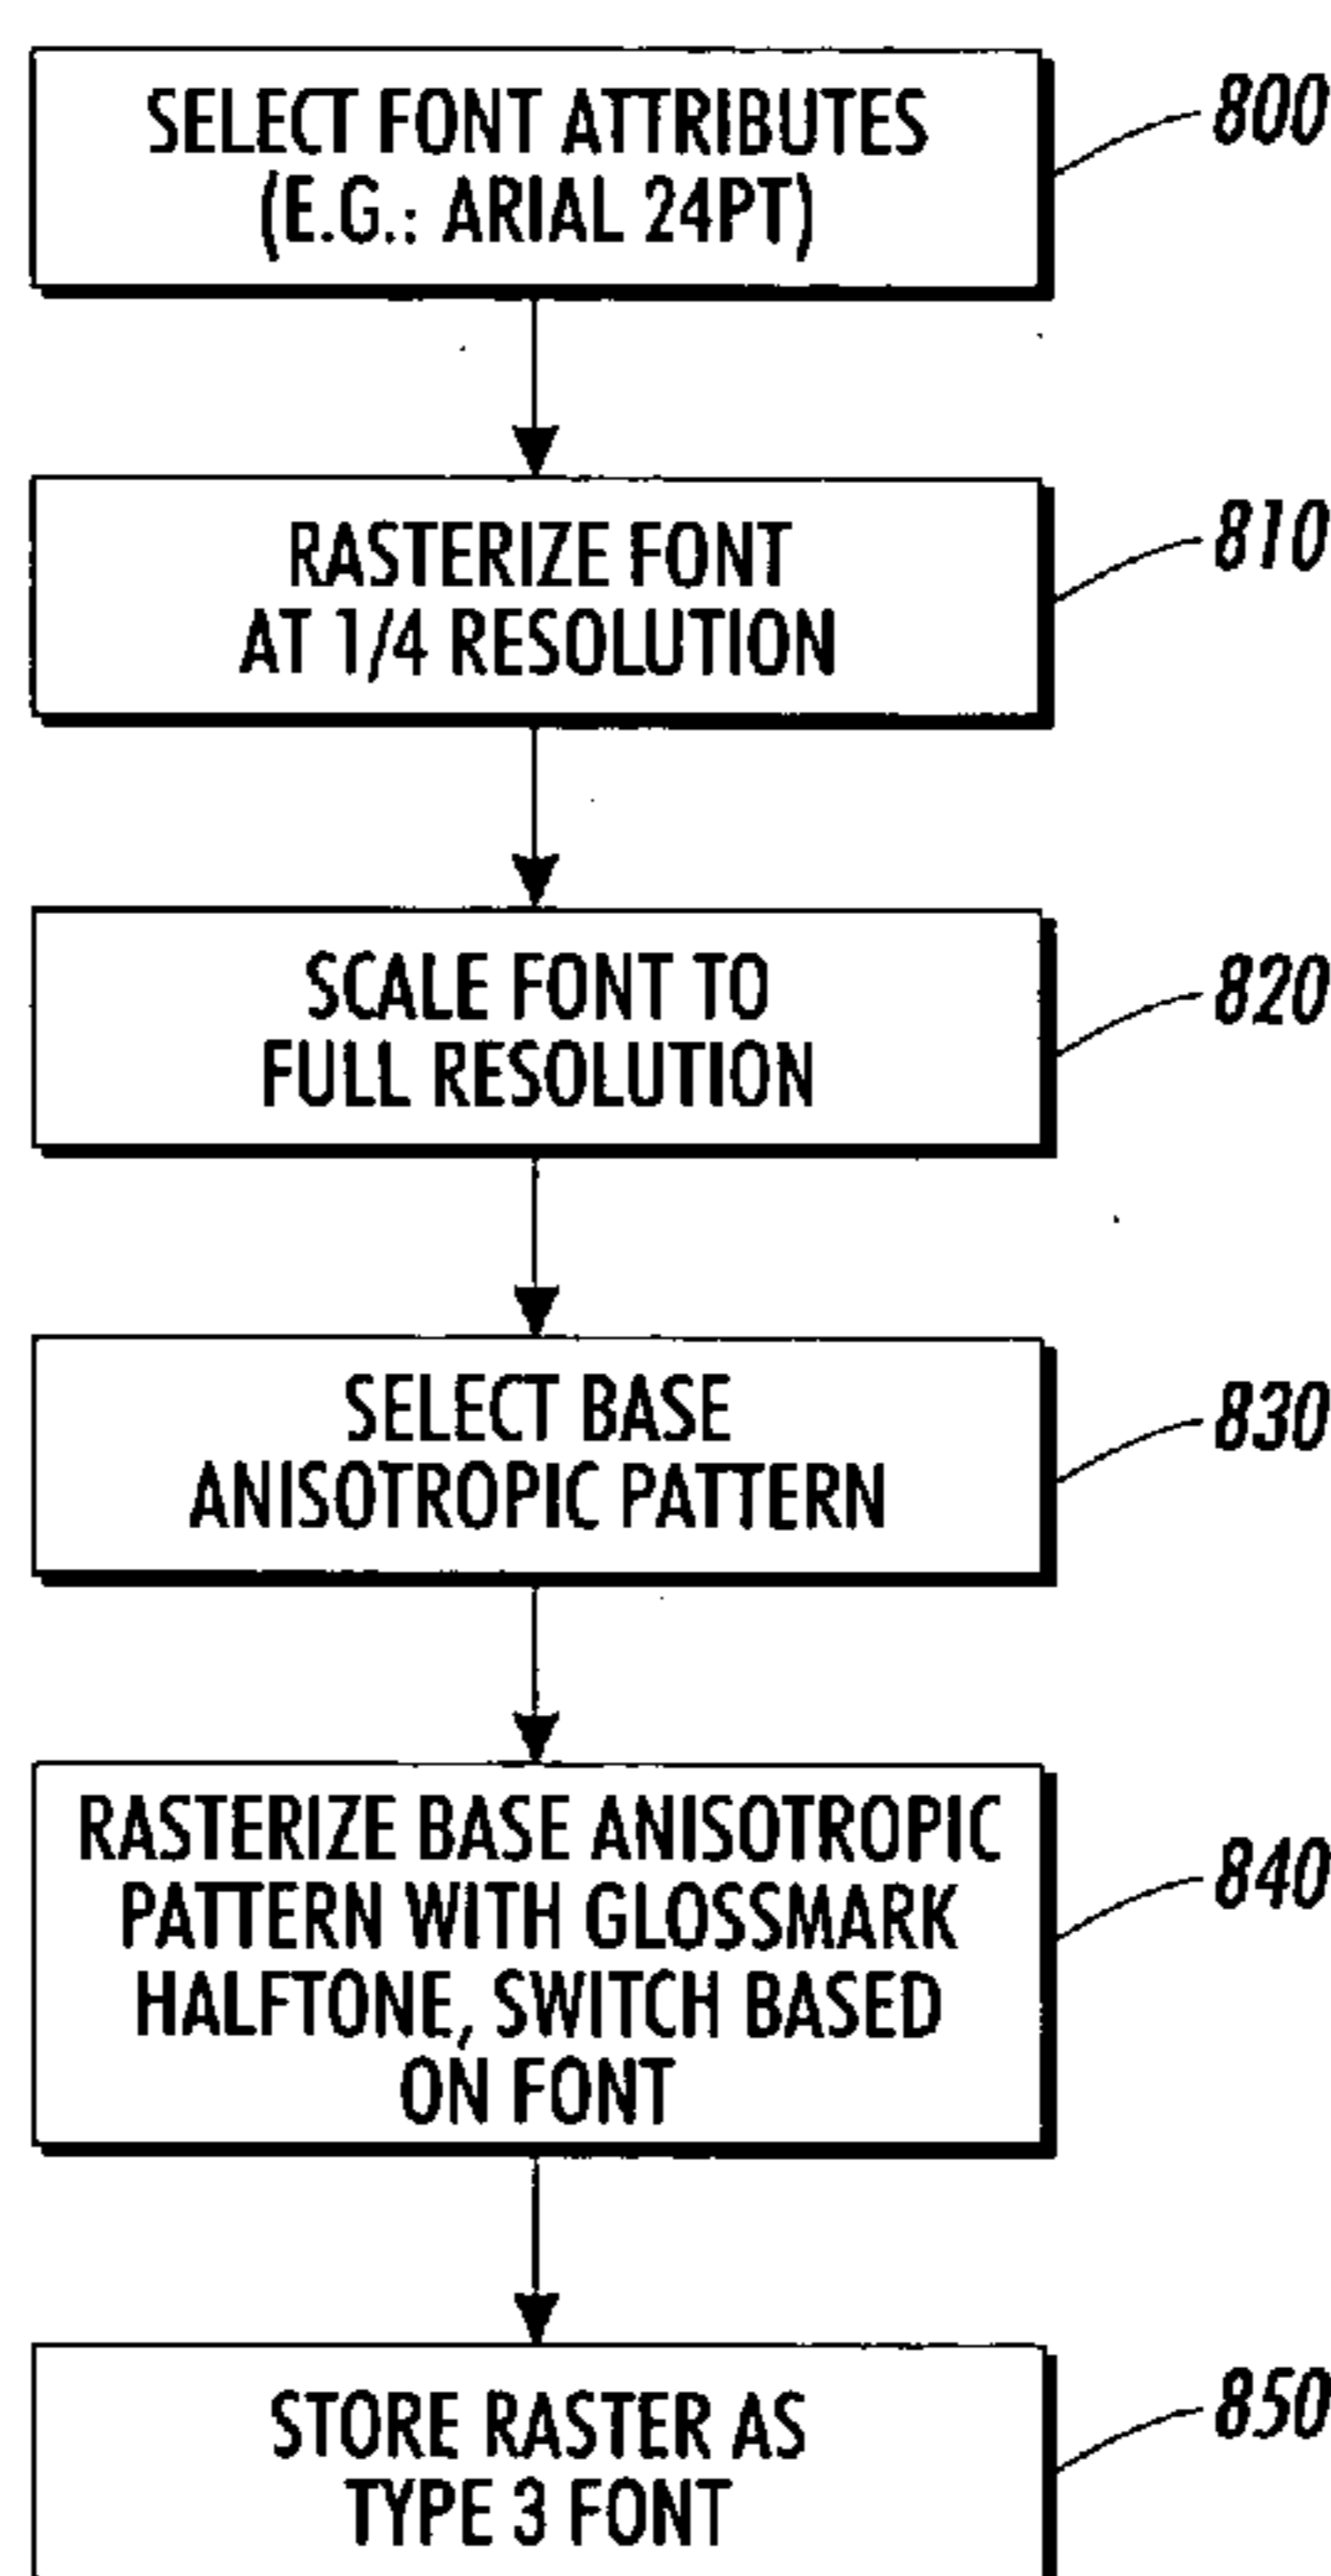 SELECT FONT ATTRIBUTES
(E.G.: ARIAL 24PT)
800
RASTERIZE FONT
AT 1/4 RESOLUTION
810
SCALE FONT TO
FULL RESOLUTION
820
SELECT BASE
ANISOTROPIC PATTERN
830
RASTERIZE BASE ANISOTROPIC
PATTERN WITH GLOSSMARK
HALFTONE, SWITCH BASED
ON FONT
840
STORE RASTER AS
TYPE 3 FONT
850